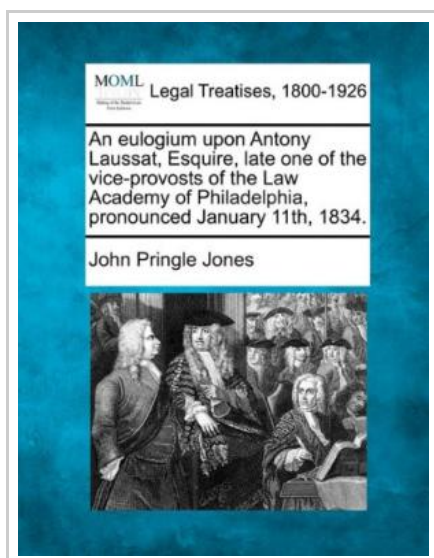 MOML
Legal Treatises, 1800-1926
An eulogium upon Antony
Laussat, Esquire, late one of the
vice-provosts of the Law
Academy of Philadelphia,
pronounced January 11th, 1834.
John Pringle Jones